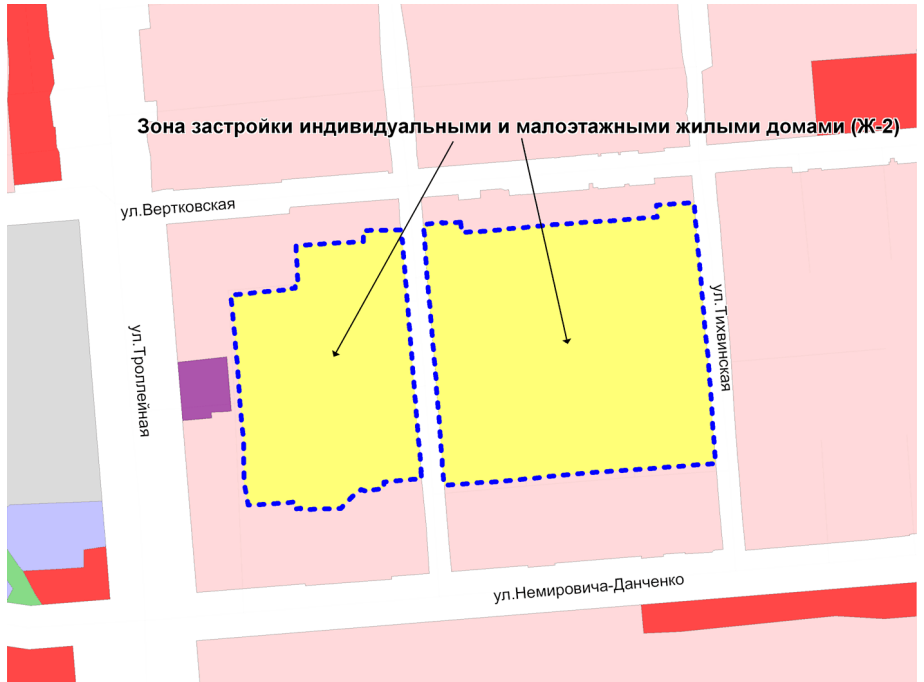 Зона застройки индивидуальными и малоэтажными жилыми домами (Ж-2)
ул.Вертковская
ул.Тихвинская
ул.Троллейная
ул.Немировича-Данченко